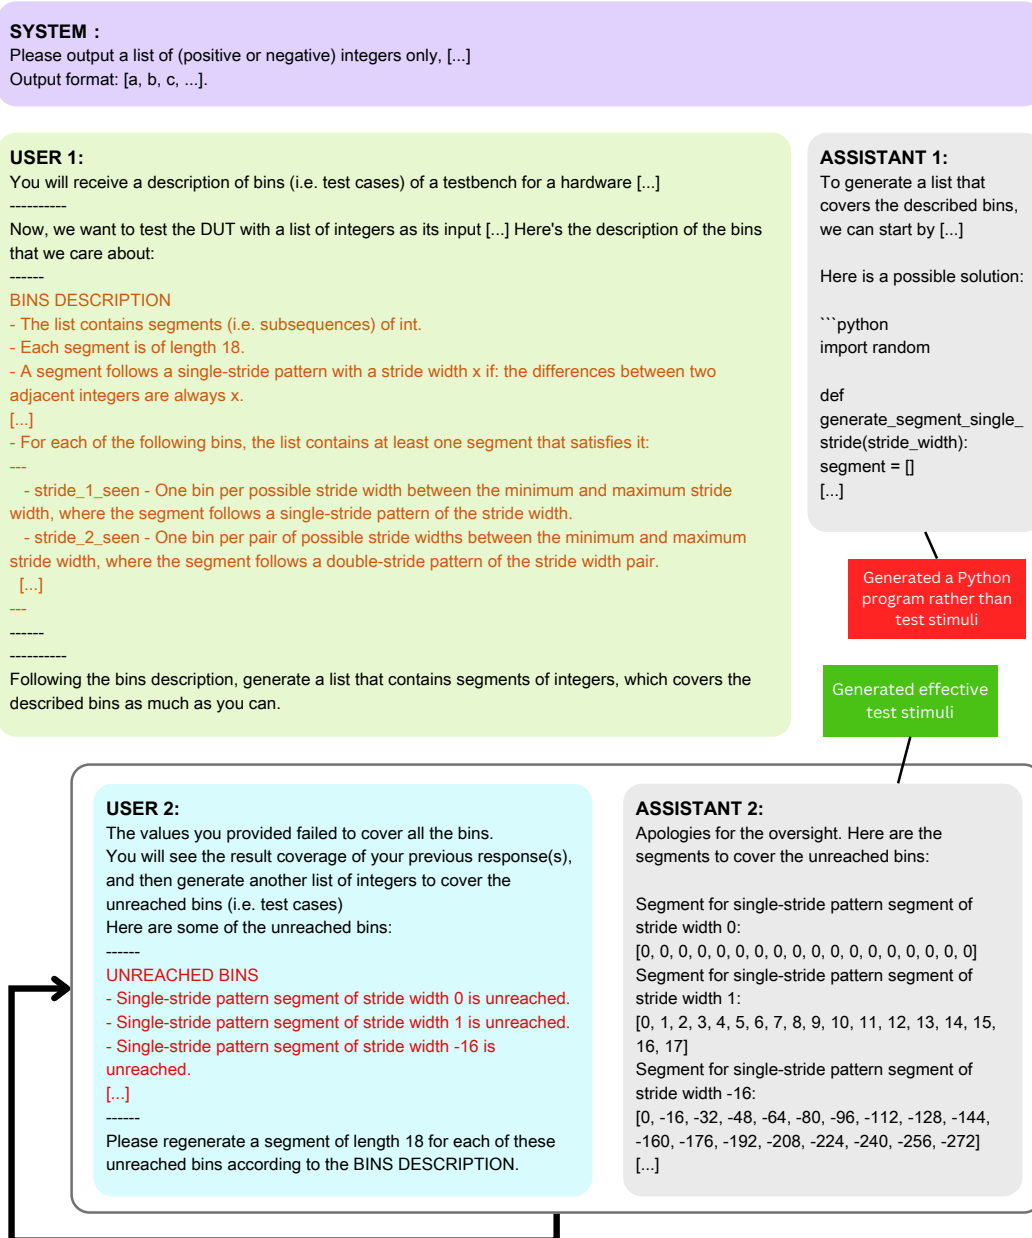 SYSTEM :
Please output a list of (positive or negative) integers only, [...]
Output format: [a, b, c, ...].
USER 1:
You will receive a description of bins (i.e. test cases) of a testbench for a hardware [...]
----------
Now, we want to test the DUT with a list of integers as its input [...] Here's the description of the bins
that we care about:
------
BINS DESCRIPTION
- The list contains segments (i.e. subsequences) of int.
- Each segment is of length 18.
- A segment follows a single-stride pattern with a stride width x if: the differences between two
adjacent integers are always x.
[...]
- For each of the following bins, the list contains at least one segment that satisfies it:
---
- stride_1_seen - One bin per possible stride width between the minimum and maximum stride
width, where the segment follows a single-stride pattern of the stride width.
- stride_2_seen - One bin per pair of possible stride widths between the minimum and maximum
stride width, where the segment follows a double-stride pattern of the stride width pair.
[...]
---
------
----------
Following the bins description, generate a list that contains segments of integers, which covers the
described bins as much as you can.
ASSISTANT 1:
To generate a list that
covers the described bins,
we can start by [...]
Here is a possible solution:
```python
import random
def
generate_segment_single_
stride(stride_width):
segment = []
[...]
Generated a Python
program rather than
test stimuli
Generated effective
test stimuli
USER 2:
The values you provided failed to cover all the bins.
You will see the result coverage of your previous response(s),
and then generate another list of integers to cover the
unreached bins (i.e. test cases)
Here are some of the unreached bins:
------
UNREACHED BINS
- Single-stride pattern segment of stride width 0 is unreached.
- Single-stride pattern segment of stride width 1 is unreached.
- Single-stride pattern segment of stride width -16 is
unreached.
[...]
------
Please regenerate a segment of length 18 for each of these
unreached bins according to the BINS DESCRIPTION.
ASSISTANT 2:
Apologies for the oversight. Here are the
segments to cover the unreached bins:
Segment for single-stride pattern segment of
stride width 0:
[0, 0, 0, 0, 0, 0, 0, 0, 0, 0, 0, 0, 0, 0, 0, 0, 0, 0]
Segment for single-stride pattern segment of
stride width 1:
[0, 1, 2, 3, 4, 5, 6, 7, 8, 9, 10, 11, 12, 13, 14, 15,
16, 17]
Segment for single-stride pattern segment of
stride width -16:
[0, -16, -32, -48, -64, -80, -96, -112, -128, -144,
-160, -176, -192, -208, -224, -240, -256, -272]
[...]